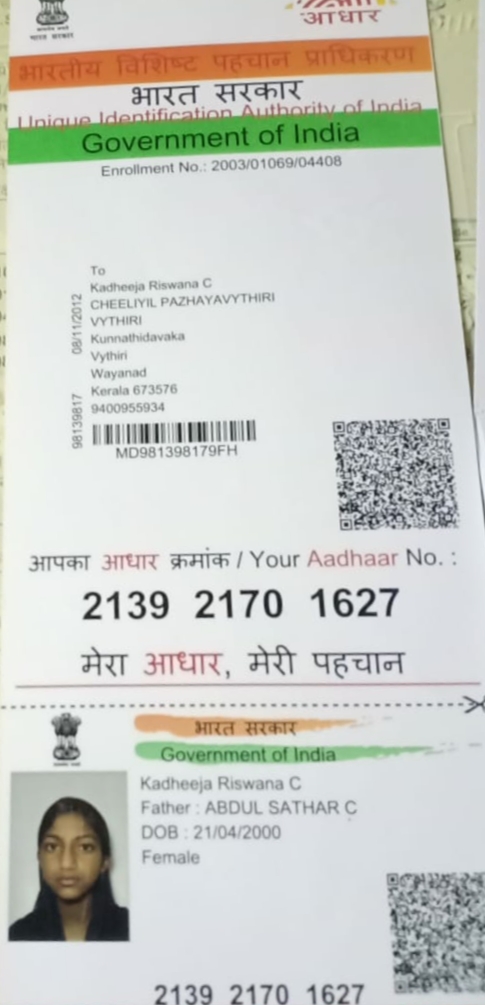 भारत सरकार
आधार
भारतीय विशिष्ट पहचान प्राधिकरण
भारत सरकार
Unique Identification Authority of India
Government of India
Enrollment No.: 2003/01069/04408
To
Kadheeja Riswana C
CHEELIYIL PAZHAYAVYTHIRI
VYTHIRI
Kunnathidavaka
Vythiri
Wayanad
Kerala 673576
9400955934
08/11/2012
98139817
MD981398179FH
आपका आधार क्रमांक / Your Aadhaar No. :
2139 2170 1627
मेरा आधार, मेरी पहचान
भारत सरकार
Government of India
Kadheeja Riswana C
Father : ABDUL SATHAR C
DOB : 21/04/2000
Female
2139 2170 1627